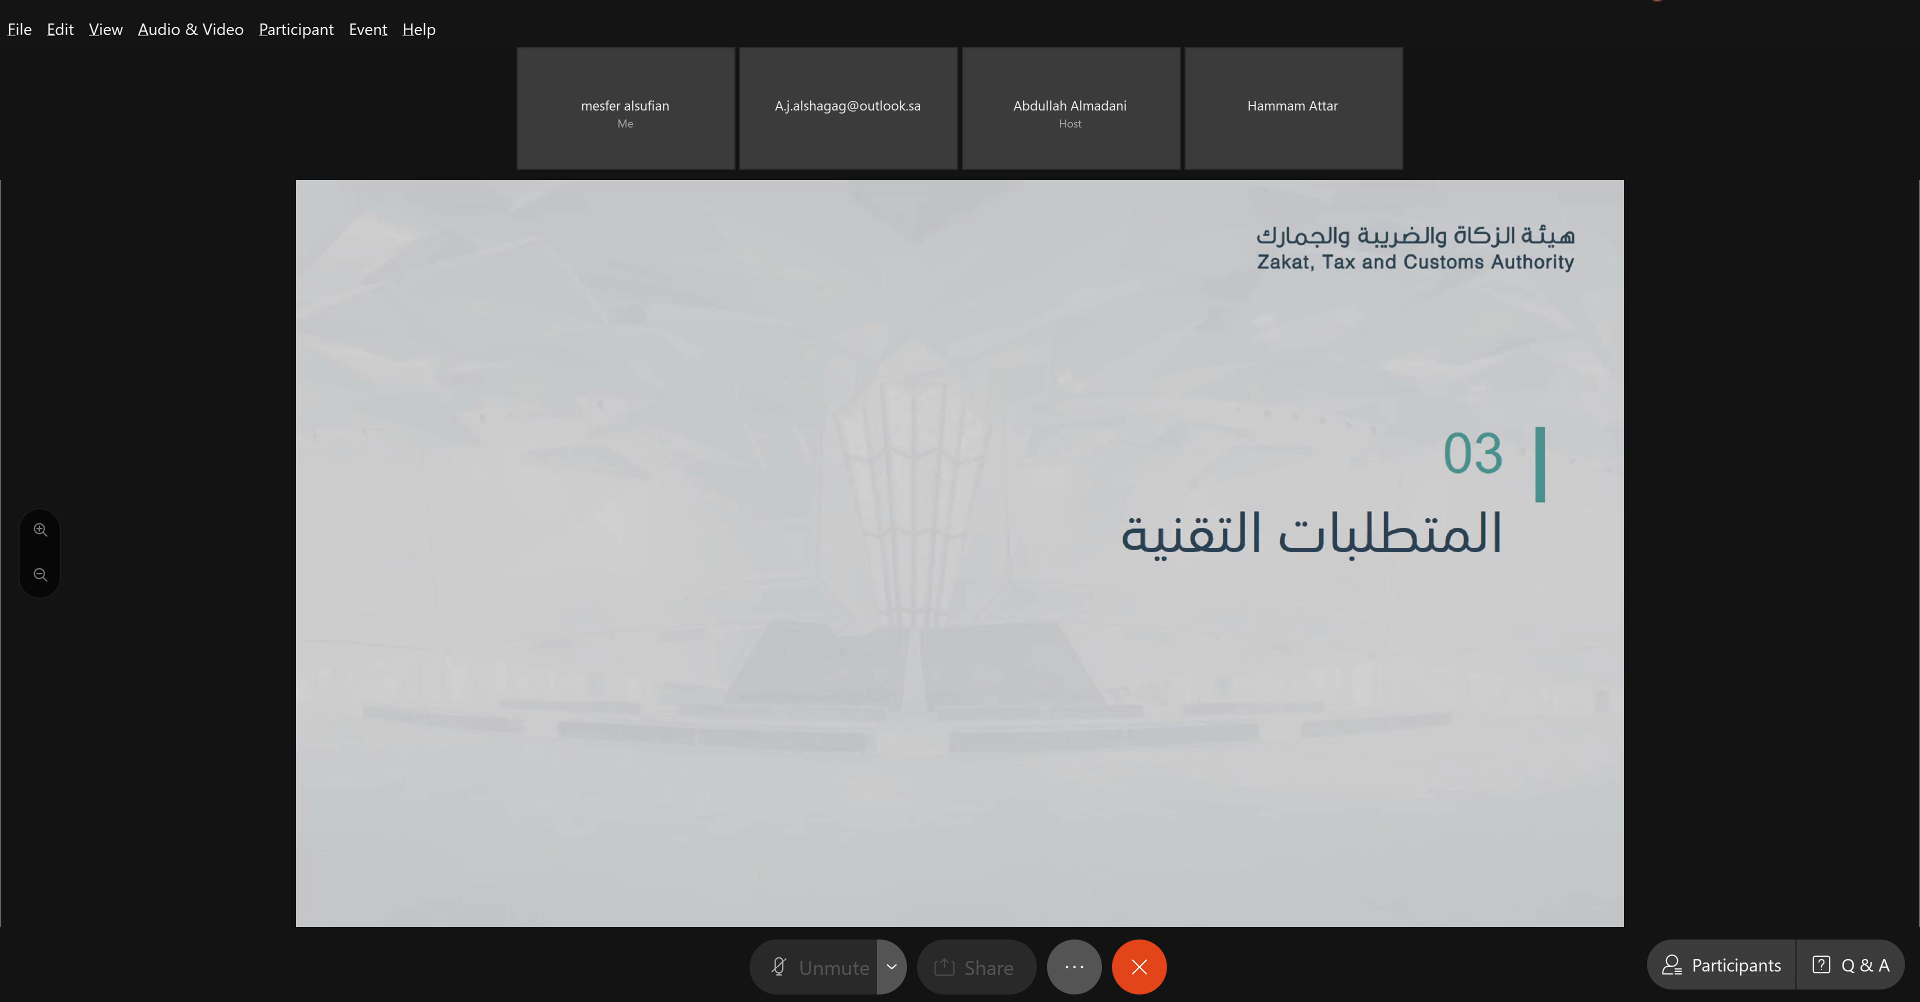 File Edit View Audio & Video Participant Event Help
mesfer alsufian
Me
A.j.alshagag@outlook.sa
Abdullah Almadani
Host
Hammam Attar
هيئة الزكاة والضريبة والجمارك
Zakat, Tax and Customs Authority
03
المتطلبات التقنية
Unmute
Share
Participants
Q & A